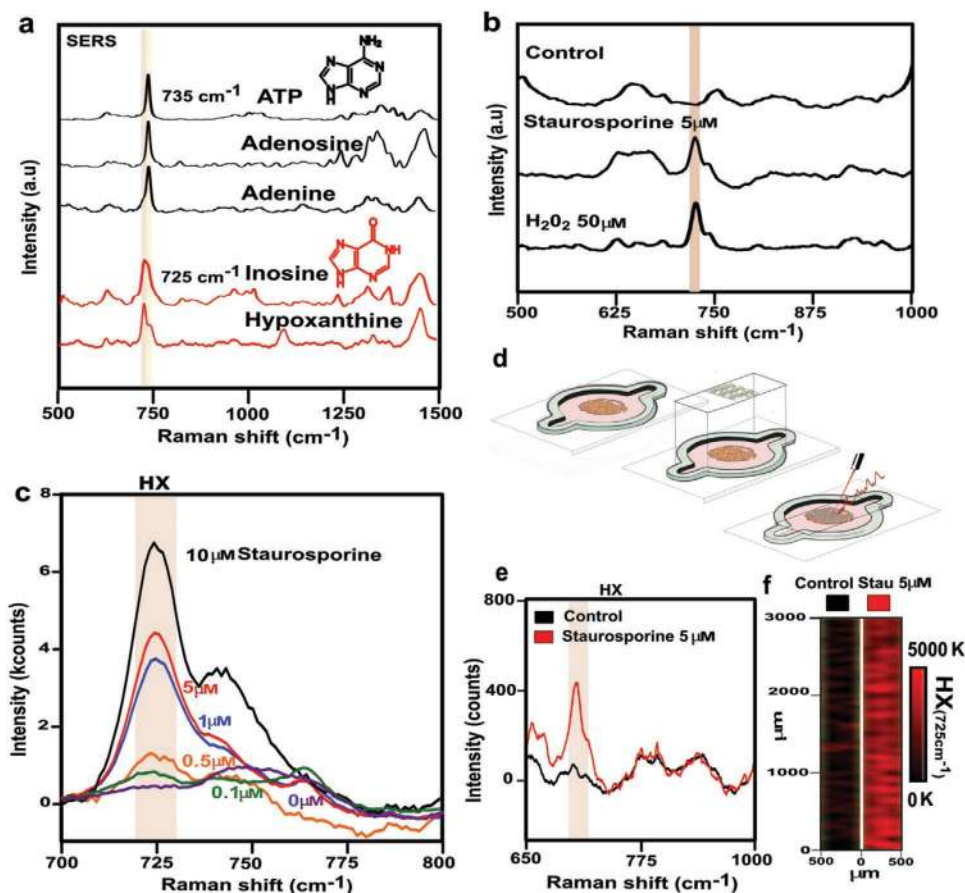 a
SERS
735 cm-1
ATP
Adenosine
Adenine
725 cm-1 Inosine
Hypoxanthine
NH2
N
N
N
N
H
O
N
NH
N
N
H
Intensity (a.u)
500 750 1000 1250 1500
Raman shift (cm-1)
b
Control
Staurosporine 5μM
H2O2 50μM
Intensity (a.u)
500 625 750 875 1000
Raman shift (cm-1)
c
HX
10μM Staurosporine
5μM
1μM
0.5μM
0.1μM
0μM
8
6
4
2
0
Intensity (kcounts)
700 725 750 775 800
Raman shift (cm-1)
d
e
HX
Control
Staurosporine 5μM
800
400
0
Intensity (counts)
650 775 1000
Raman shift (cm-1)
f
Control Stau 5μM
3000
2000
1000
0
μm
500 0 500
μm
5000 K
HX(725cm-1)
0 K